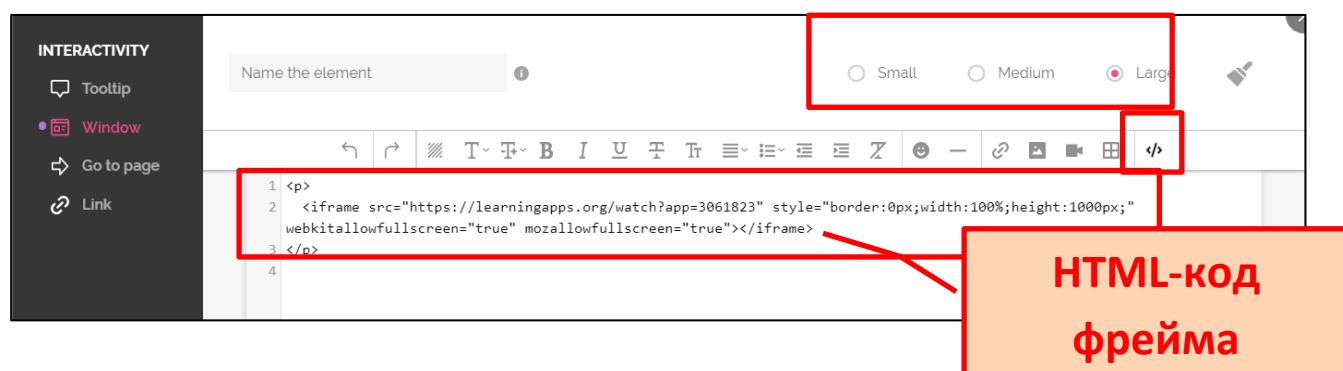 INTERACTIVITY
Tooltip
Window
Go to page
Link
Name the element
Small
Medium
Large
1 <p>
2 <iframe src="https://learningapps.org/watch?app=3061823" style="border:0px;width:100%;height:1000px;"
webkitallowfullscreen="true" mozallowfullscreen="true"></iframe>
3 </p>
4
HTML-код
фрейма